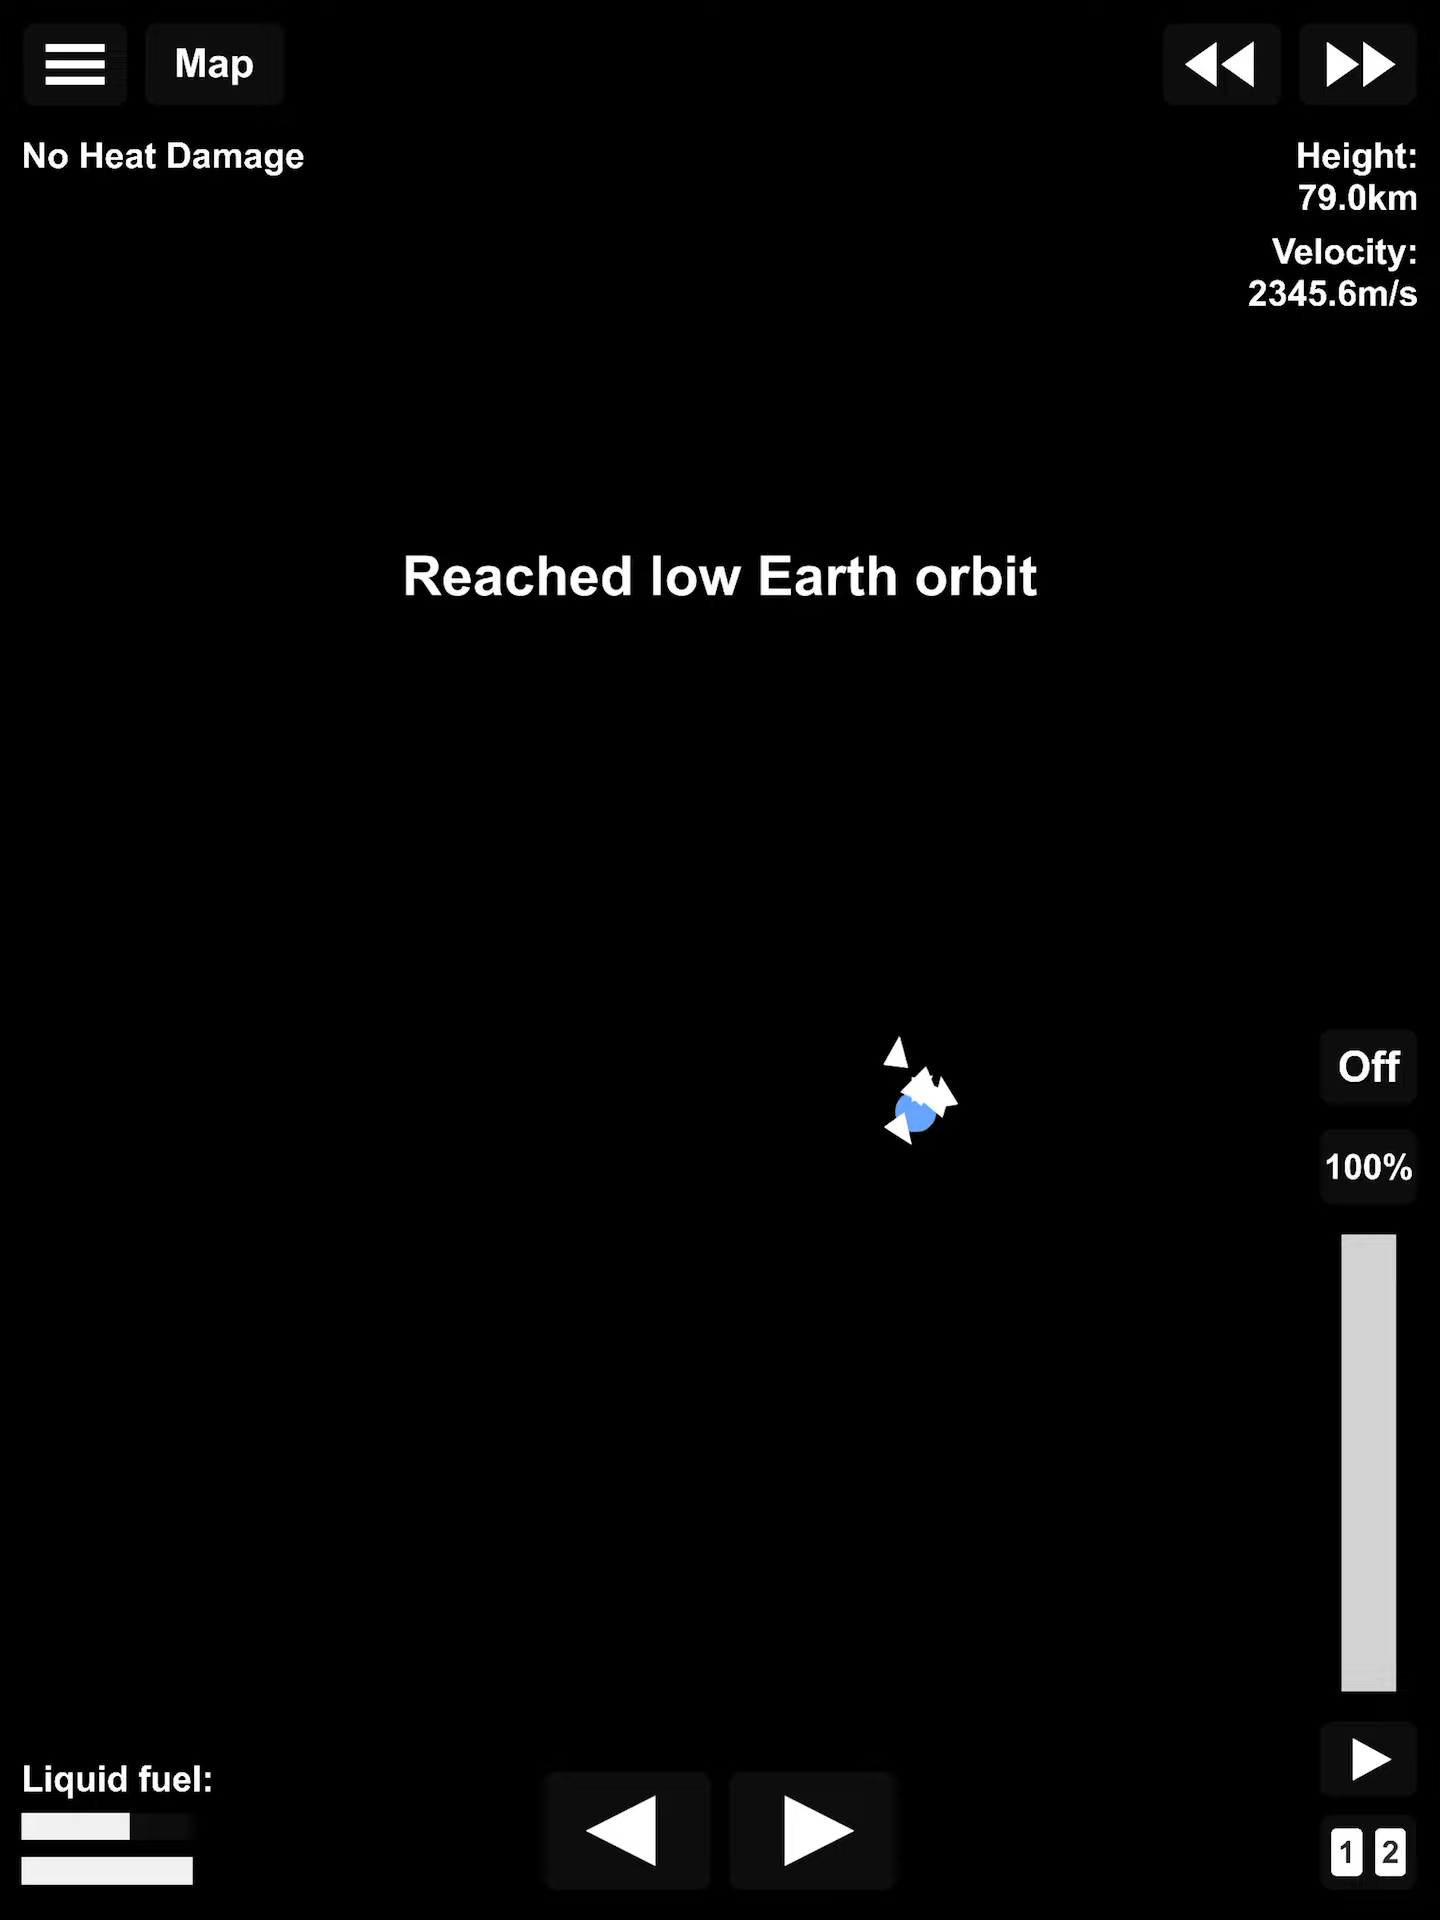 Map
No Heat Damage
Height:
79.0km
Velocity:
2345.6m/s
Reached low Earth orbit
Off
100%
Liquid fuel:
1 2